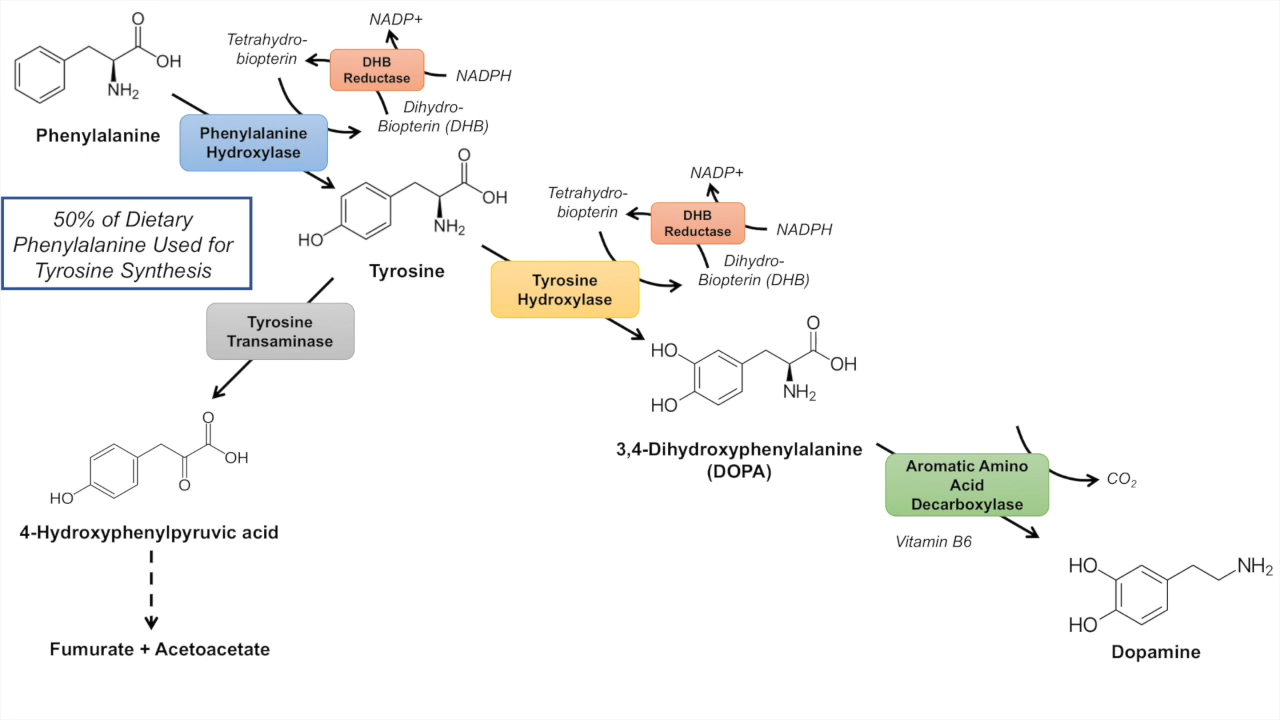 O
OH
NH2
Phenylalanine
Tetrahydro-
biopterin
NADP+
DHB
Reductase
NADPH
Dihydro-
Biopterin (DHB)
Phenylalanine
Hydroxylase
50% of Dietary
Phenylalanine Used for
Tyrosine Synthesis
O
OH
NH2
HO
Tyrosine
Tetrahydro-
biopterin
NADP+
DHB
Reductase
NADPH
Dihydro-
Biopterin (DHB)
Tyrosine
Hydroxylase
Tyrosine
Transaminase
O
OH
O
HO
4-Hydroxyphenylpyruvic acid
Fumurate + Acetoacetate
O
HO
OH
NH2
HO
3,4-Dihydroxyphenylalanine
(DOPA)
Aromatic Amino
Acid
Decarboxylase
CO2
Vitamin B6
HO
NH2
HO
Dopamine